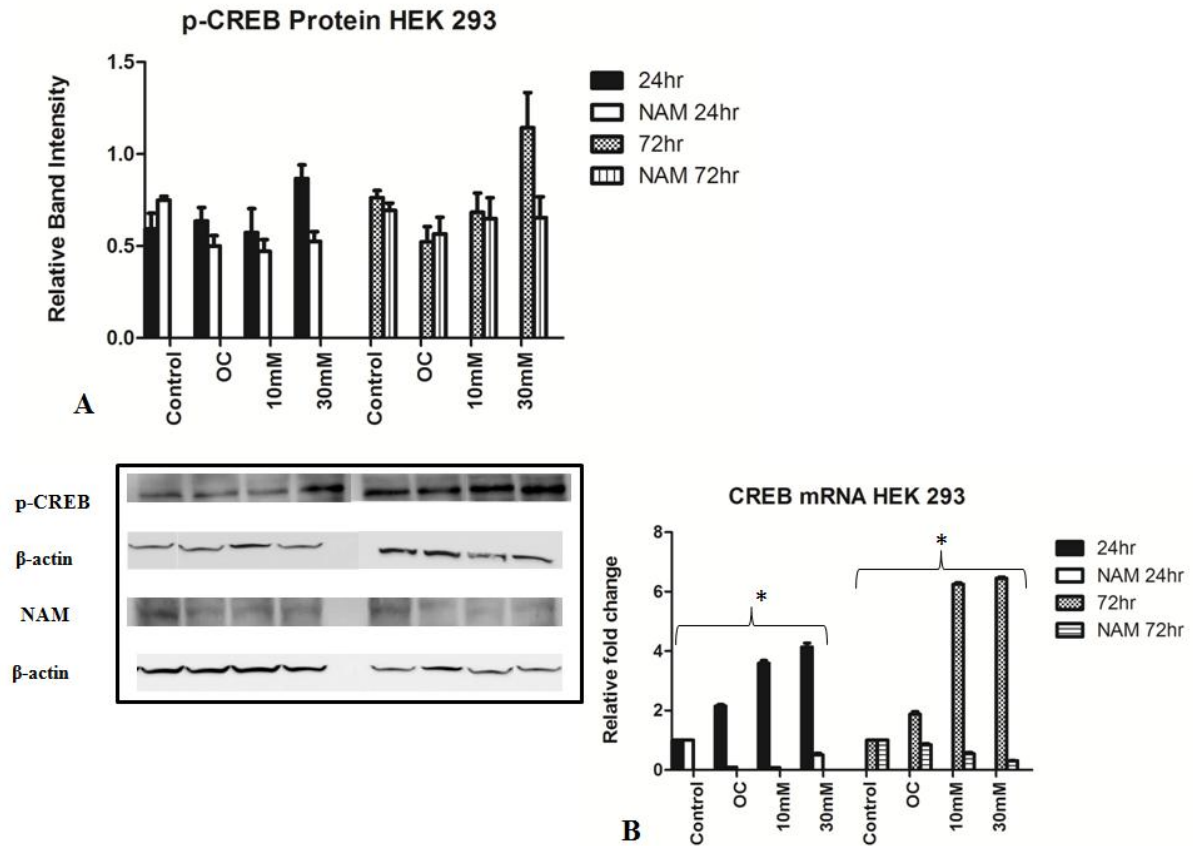 p-CREB Protein HEK 293
Relative Band Intensity
1.5
1.0
0.5
0.0
Control
OC
10mM
30mM
Control
OC
10mM
30mM
24hr
NAM 24hr
72hr
NAM 72hr
A
p-CREB
β-actin
NAM
β-actin
CREB mRNA HEK 293
Relative fold change
8
6
4
2
0
*
*
Control
OC
10mM
30mM
Control
OC
10mM
30mM
24hr
NAM 24hr
72hr
NAM 72hr
B